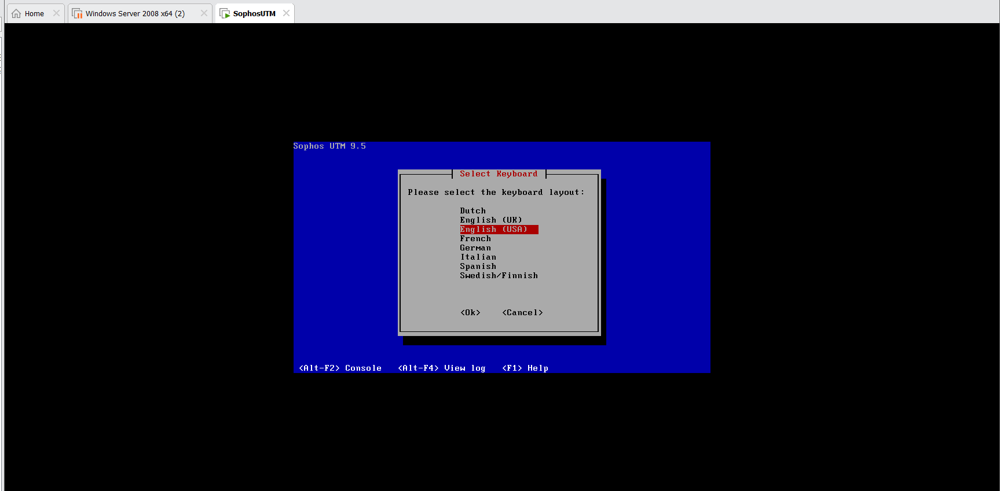 Home
Windows Server 2008 x64 (2)
SophosUTM
Sophos UTM 9.5
Select Keyboard
Please select the keyboard layout:
Dutch
English (UK)
English (USA)
French
German
Italian
Spanish
Swedish/Finnish
<Ok> <Cancel>
<Alt-F2> Console <Alt-F4> View log <F1> Help